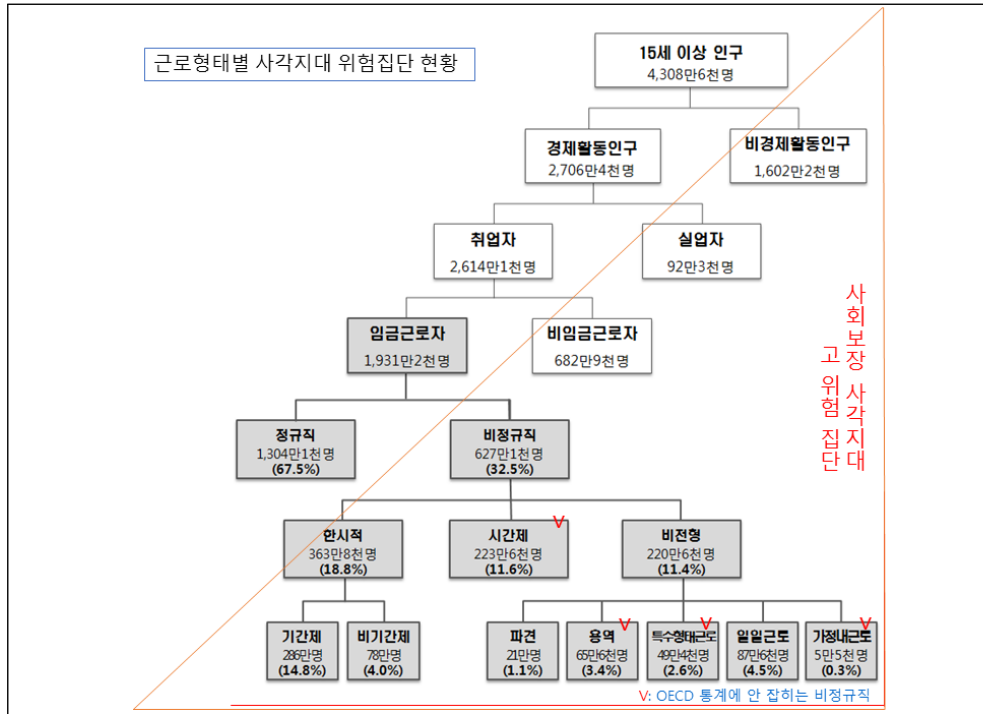 근로형태별 사각지대 위험집단 현황
15세 이상 인구
4,308만6천명
경제활동인구
2,706만4천명
비경제활동인구
1,602만2천명
취업자
2,614만1천명
실업자
92만3천명
임금근로자
1,931만2천명
비임금근로자
682만9천명
사회보장 사각지대
고 위험 집단
정규직
1,304만1천명
(67.5%)
비정규직
627만1천명
(32.5%)
한시적
363만8천명
(18.8%)
V
시간제
223만6천명
(11.6%)
비전형
220만6천명
(11.4%)
기간제
286만명
(14.8%)
비기간제
78만명
(4.0%)
파견
21만명
(1.1%)
V
용역
65만6천명
(3.4%)
V
특수형태근로
49만4천명
(2.6%)
일일근로
87만6천명
(4.5%)
V
가정내근로
5만5천명
(0.3%)
V: OECD 통계에 안 잡히는 비정규직